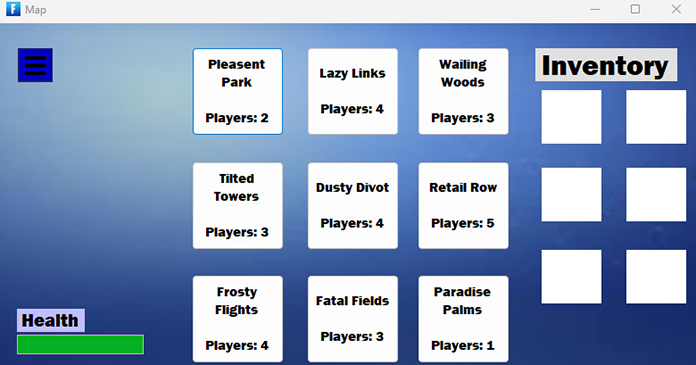 Map
Pleasent
Park
Players: 2
Lazy Links
Players: 4
Wailing
Woods
Players: 3
Inventory
Tilted
Towers
Players: 3
Dusty Divot
Players: 4
Retail Row
Players: 5
Frosty
Flights
Players: 4
Fatal Fields
Players: 3
Paradise
Palms
Players: 1
Health